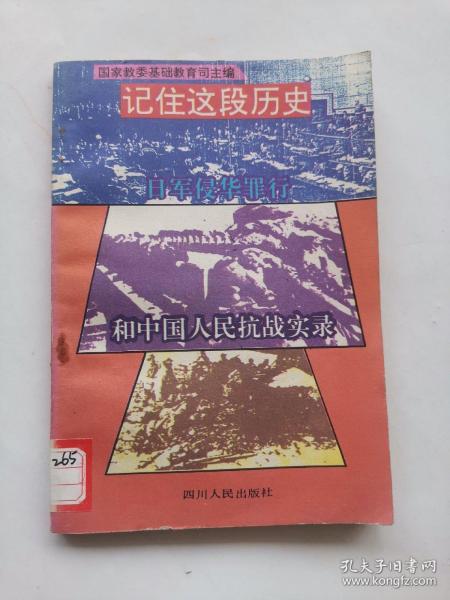 国家教委基础教育司主编
记住这段历史
日军侵华罪行
和中国人民抗战实录
265
四川人民出版社
孔夫子旧书网
www.kongfz.com